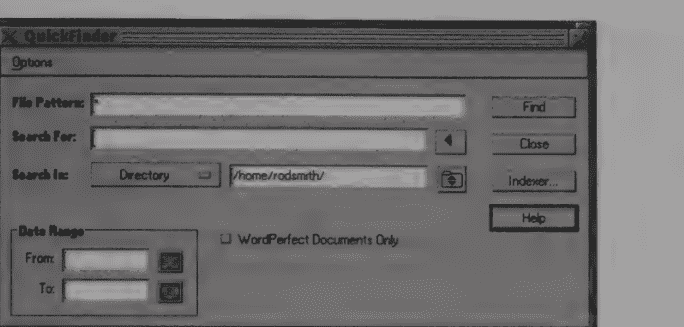 QuickFinder
Options
File Pattern: *
Find
Search For:
Close
Search In: Directory /home/rodsmith/
Indexer...
Help
Date Range
WordPerfect Documents Only
From:
To: